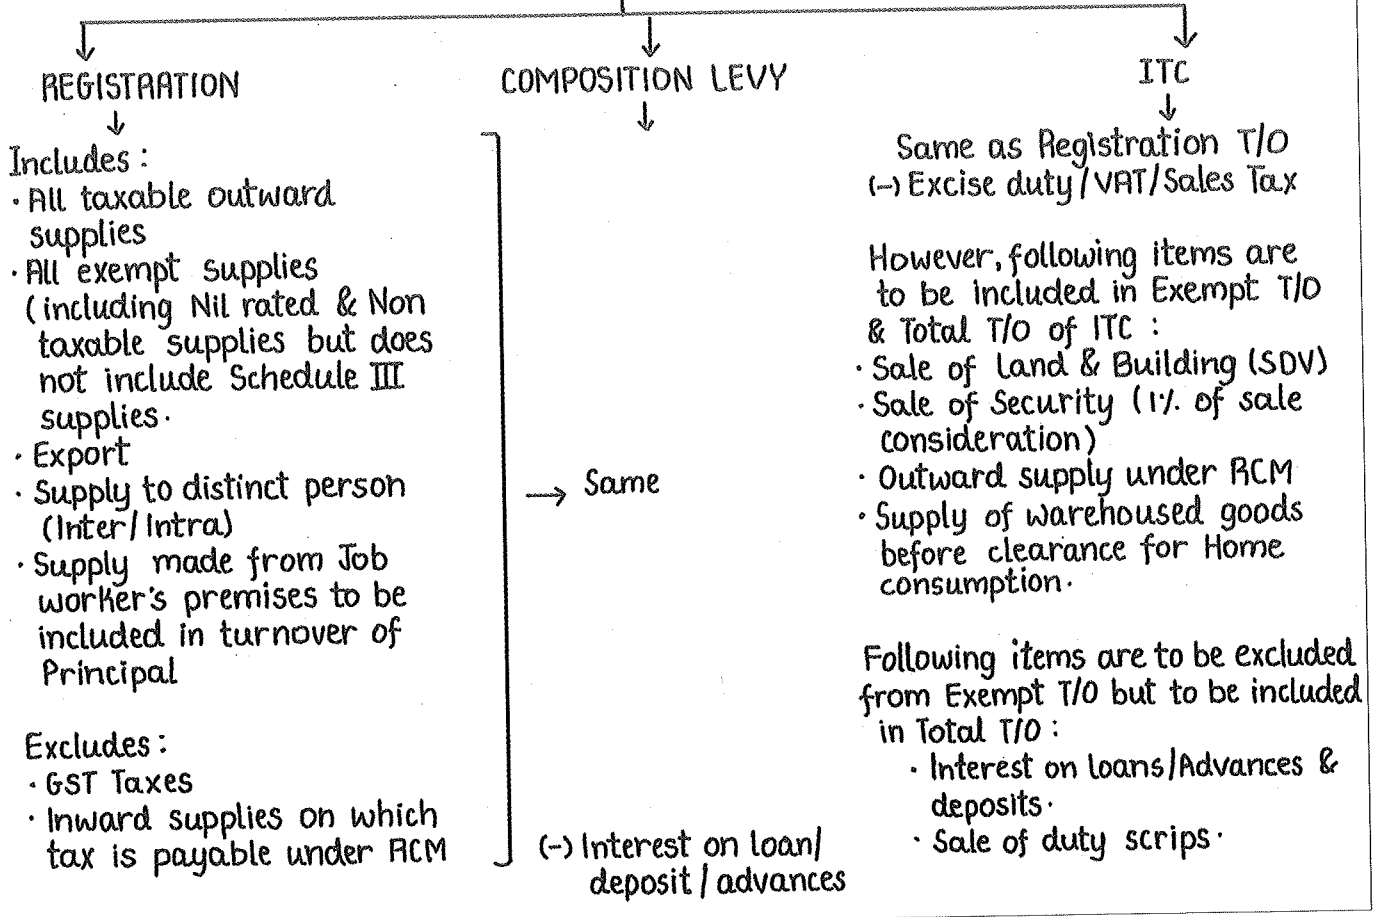 REGISTRATION
Includes :
· All taxable outward
supplies
· All exempt supplies
(including Nil rated & Non
taxable supplies but does
not include Schedule III
supplies.
· Export
· Supply to distinct person
(Inter/Intra)
· Supply made from Job
worker's premises to be
included in turnover of
Principal
Excludes :
· GST Taxes
· Inward supplies on which
tax is payable under RCM
COMPOSITION LEVY
→ Same
(-) Interest on loan/
deposit/advances
ITC
Same as Registration T/O
(-) Excise duty/VAT/Sales Tax
However, following items are
to be included in Exempt T/O
& Total T/O of ITC :
· Sale of Land & Building (SDV)
· Sale of Security (1% of sale
consideration)
· Outward supply under RCM
· Supply of warehoused goods
before clearance for Home
consumption.
Following items are to be excluded
from Exempt T/O but to be included
in Total T/O :
· Interest on loans/Advances &
deposits.
· Sale of duty scrips.